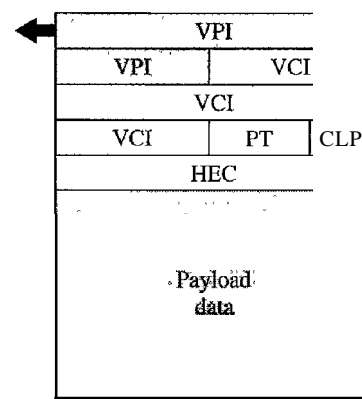 VPI
VPI VCI
VCI
VCI PT CLP
HEC
Payload
data